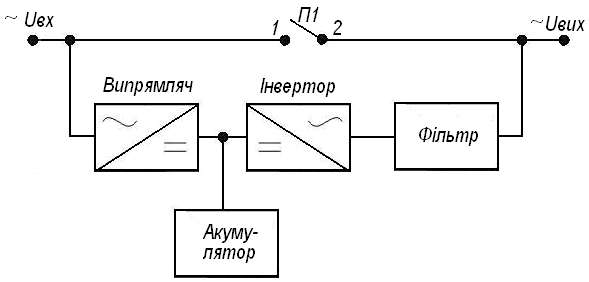 ~ Uвх
1
П1
2
~ Uвих
Випрямляч
Інвертор
Фільтр
Акуму-
лятор